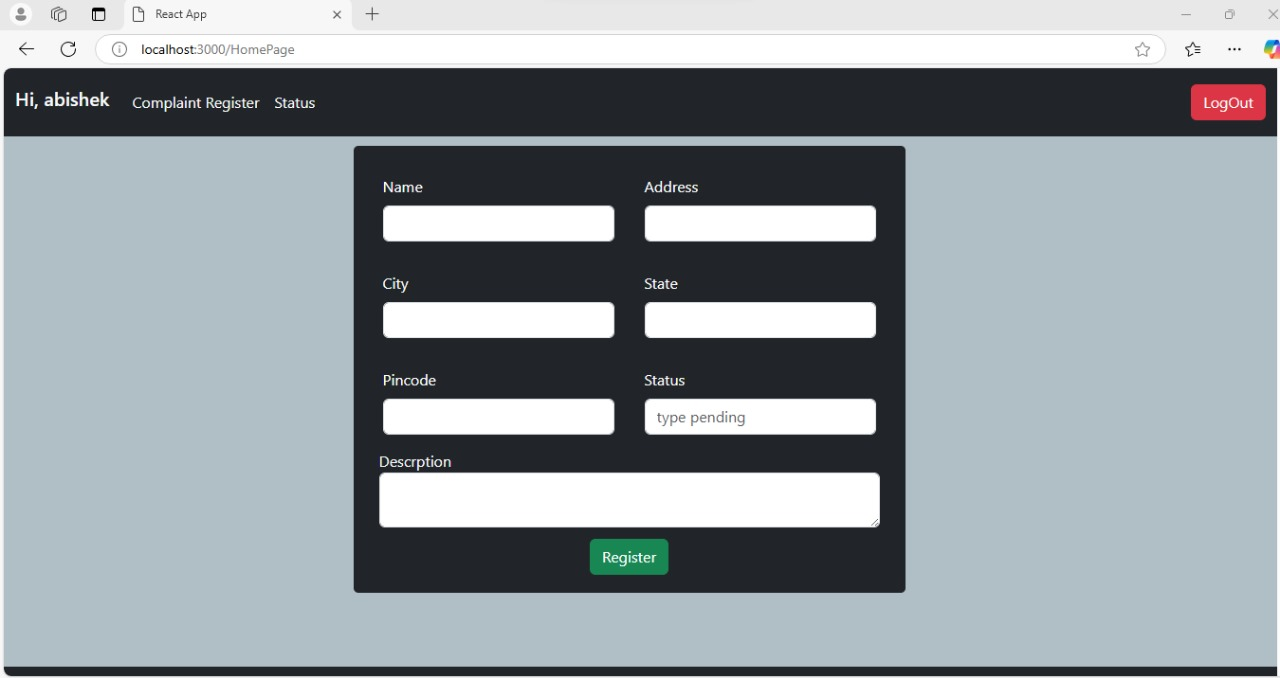 React App
localhost:3000/HomePage
Hi, abishek Complaint Register Status LogOut
Name Address
City State
Pincode Status
type pending
Descrption
Register